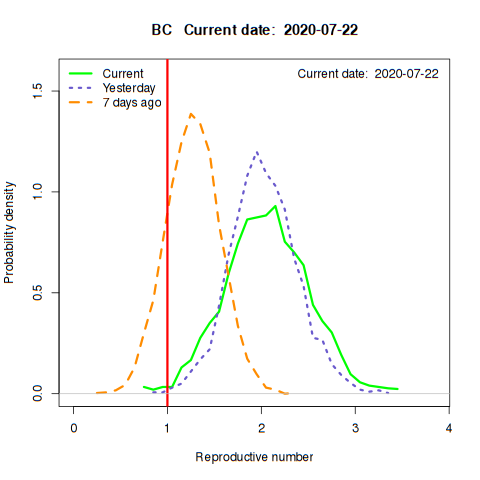 BC   Current date:  2020-07-22
Current
Yesterday
7 days ago
Current date:  2020-07-22
Probability density
1.5
1.0
0.5
0.0
0
1
2
3
4
Reproductive number